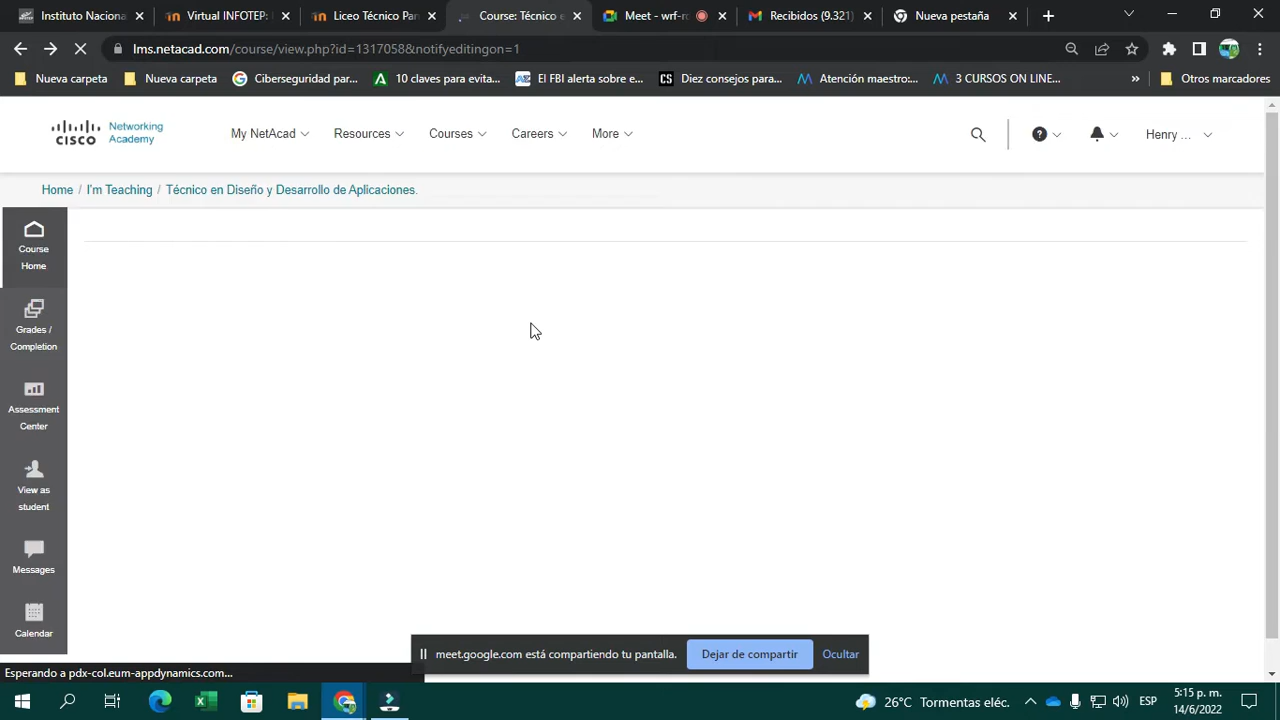 Instituto Naciona
Virtual INFOTEP:
Liceo Técnico Par
Course: Técnico e
Meet - wrf-ro
Recibidos (9.321)
Nueva pestaña
lms.netacad.com/course/view.php?id=1317058&notifyeditingon=1
Nueva carpeta
Nueva carpeta
Ciberseguridad par...
10 claves para evita...
El FBI alerta sobre e...
Diez consejos para...
Atención maestro:...
3 CURSOS ON LINE...
»
Otros marcadores
cisco
Networking
Academy
My NetAcad
Resources
Courses
Careers
More
Henry ...
Home / I'm Teaching / Técnico en Diseño y Desarrollo de Aplicaciones.
Course
Home
Grades /
Completion
Assessment
Center
View as
student
Messages
Calendar
meet.google.com está compartiendo tu pantalla.
Dejar de compartir
Ocultar
Esperando a pdx-col.eum-appdynamics.com...
26°C Tormentas eléc.
ESP
5:15 p. m.
14/6/2022